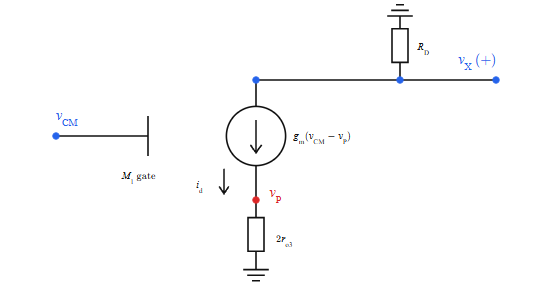 R_D
v_X (+)
v_CM
g_m(v_CM − v_P)
M_1 gate
i_d
v_p
2r_o3